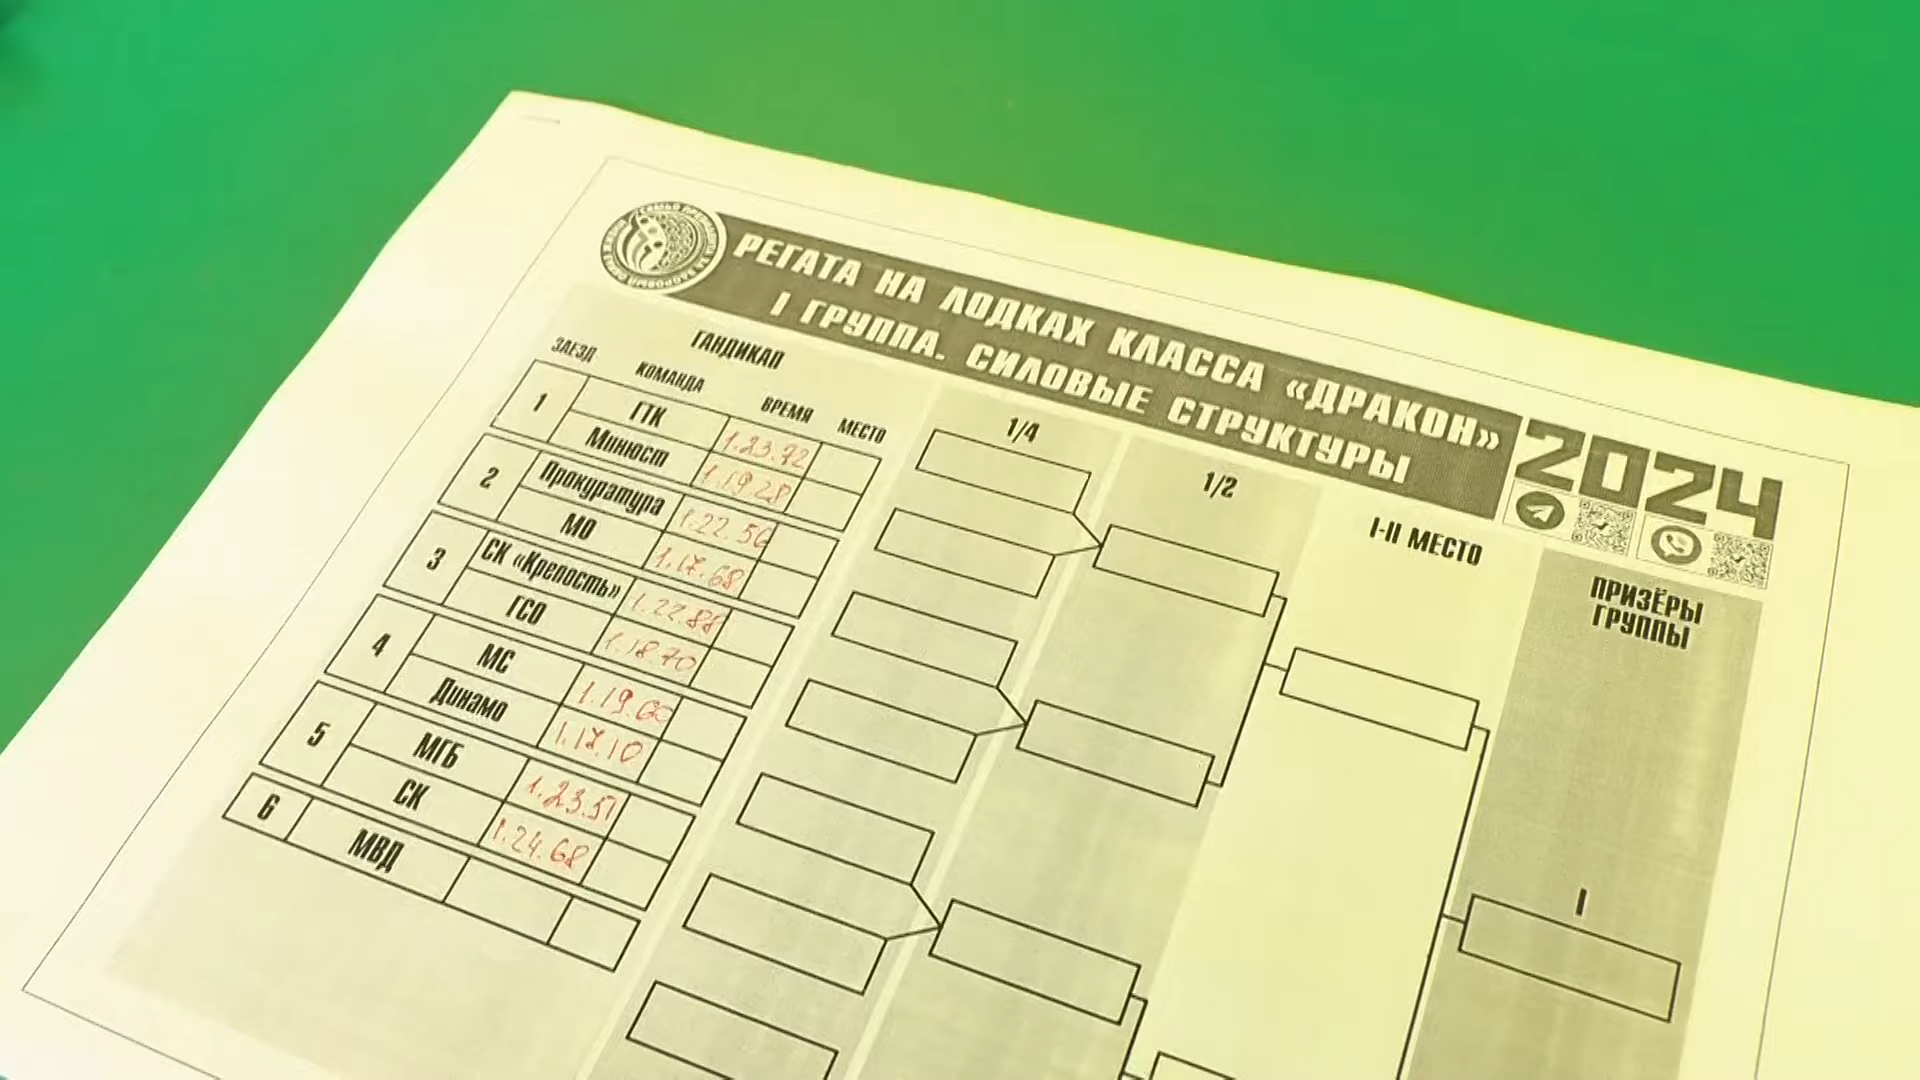 РЕГАТА НА ЛОДКАХ КЛАССА «ДРАКОН»
I ГРУППА. СИЛОВЫЕ СТРУКТУРЫ
2024
ГАНДИКАП
ЗАЕЗД КОМАНДА ВРЕМЯ МЕСТО
1 ГТК 1.23.72
Минюст 1.19.28
2 Прокуратура 1.22.56
МО 1.17.68
3 СК «Крепость» 1.22.88
ГСО 1.18.70
4 МС 1.19.60
Динамо 1.17.10
5 МГБ 1.23.51
СК 1.24.68
6 МВД
1/4
1/2
I-II МЕСТО
ПРИЗЁРЫ
ГРУППЫ
I